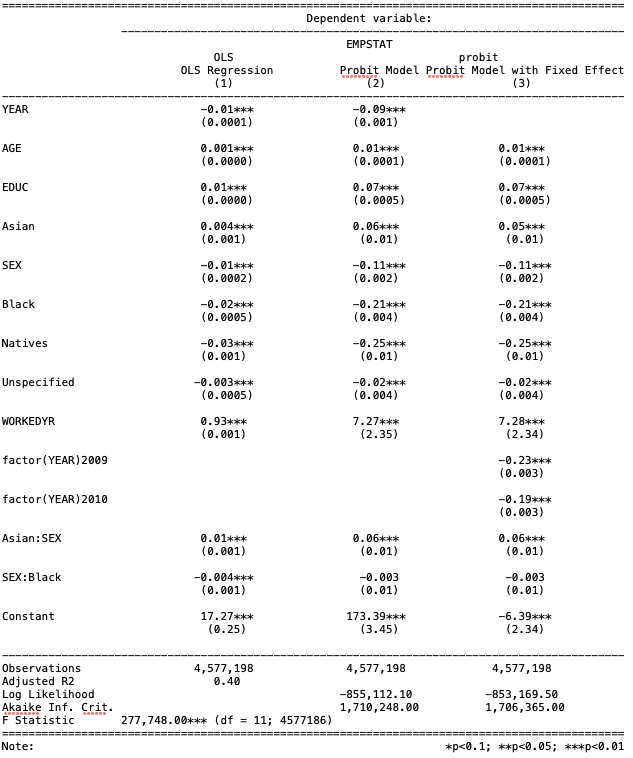 Dependent variable:
EMPSTAT
OLS probit
OLS Regression Probit Model Probit Model with Fixed Effect
(1) (2) (3)
YEAR -0.01*** -0.09***
(0.0001) (0.001)
AGE 0.001*** 0.01*** 0.01***
(0.0000) (0.0001) (0.0001)
EDUC 0.01*** 0.07*** 0.07***
(0.0000) (0.0005) (0.0005)
Asian 0.004*** 0.06*** 0.05***
(0.001) (0.01) (0.01)
SEX -0.01*** -0.11*** -0.11***
(0.0002) (0.002) (0.002)
Black -0.02*** -0.21*** -0.21***
(0.0005) (0.004) (0.004)
Natives -0.03*** -0.25*** -0.25***
(0.001) (0.01) (0.01)
Unspecified -0.003*** -0.02*** -0.02***
(0.0005) (0.004) (0.004)
WORKEDYR 0.93*** 7.27*** 7.28***
(0.001) (2.35) (2.34)
factor(YEAR)2009 -0.23***
(0.003)
factor(YEAR)2010 -0.19***
(0.003)
Asian:SEX 0.01*** 0.06*** 0.06***
(0.001) (0.01) (0.01)
SEX:Black -0.004*** -0.003 -0.003
(0.001) (0.01) (0.01)
Constant 17.27*** 173.39*** -6.39***
(0.25) (3.45) (2.34)
Observations 4,577,198 4,577,198 4,577,198
Adjusted R2 0.40
Log Likelihood -855,112.10 -853,169.50
Akaike Inf. Crit. 1,710,248.00 1,706,365.00
F Statistic 277,748.00*** (df = 11; 4577186)
Note: *p<0.1; **p<0.05; ***p<0.01